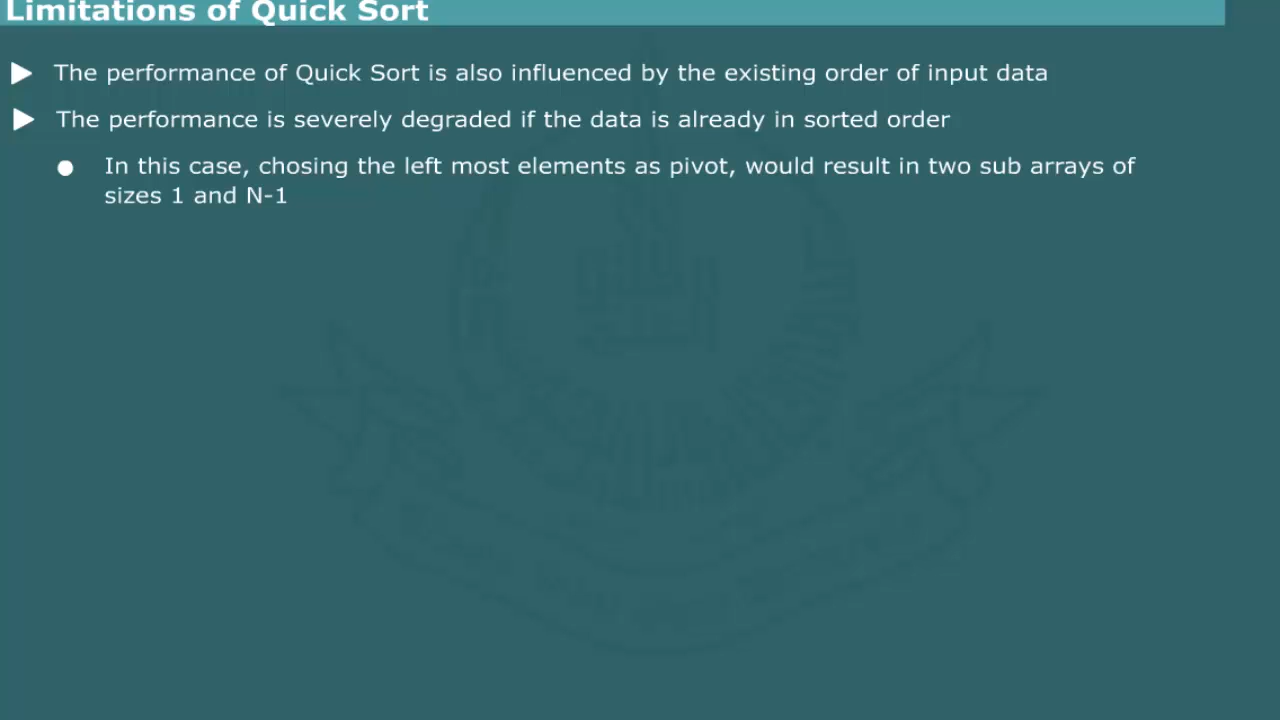 Limitations of Quick Sort
The performance of Quick Sort is also influenced by the existing order of input data
The performance is severely degraded if the data is already in sorted order
In this case, chosing the left most elements as pivot, would result in two sub arrays of
sizes 1 and N-1